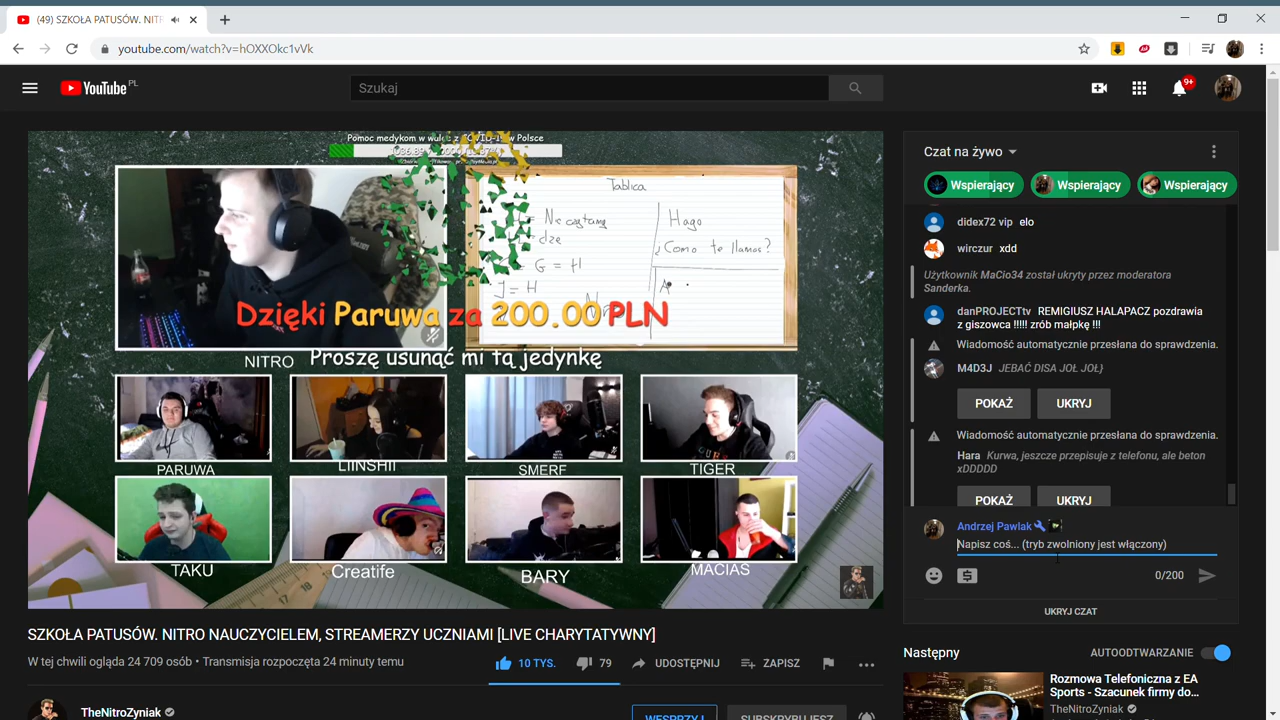 (49) SZKOŁA PATUSÓW. NITR
youtube.com/watch?v=hOXXOkc1vVk
YouTube PL
Szukaj
9+
Pomoc medykom w walce z COVID-19 w Polsce
Tablica
= Nie czytamy
G = H
J = H
Hago
¿Como te llamas?
Dzięki Paruwa za 200.00 PLN
Proszę usunąć mi tą jedynkę
NITRO
PARUWA
LIINSHII
SMERF
TIGER
TAKU
Creatife
BARY
MACIAS
SZKOŁA PATUSÓW. NITRO NAUCZYCIELEM, STREAMERZY UCZNIAMI [LIVE CHARYTATYWNY]
W tej chwili ogląda 24 709 osób • Transmisja rozpoczęta 24 minuty temu
10 TYS.
79
UDOSTĘPNIJ
ZAPISZ
TheNitroZyniak
WESPRZYJ
SUBSKRYBUJESZ
Czat na żywo
Wspierający
Wspierający
Wspierający
didex72 vip elo
wirczur xdd
Użytkownik MaCio34 został ukryty przez moderatora
Sanderka.
danPROJECTtv REMIGIUSZ HALAPACZ pozdrawia
z giszowca !!!!! zrób małpkę !!!
Wiadomość automatycznie przesłana do sprawdzenia.
M4D3J JEBAĆ DISA JOŁ JOŁ}
POKAŻ
UKRYJ
Wiadomość automatycznie przesłana do sprawdzenia.
Hara Kurwa, jeszcze przepisuje z telefonu, ale beton
xDDDDD
POKAŻ
UKRYJ
Andrzej Pawlak
Napisz coś... (tryb zwolniony jest włączony)
0/200
UKRYJ CZAT
Następny
AUTOODTWARZANIE
Rozmowa Telefoniczna z EA
Sports - Szacunek firmy do...
TheNitroZyniak